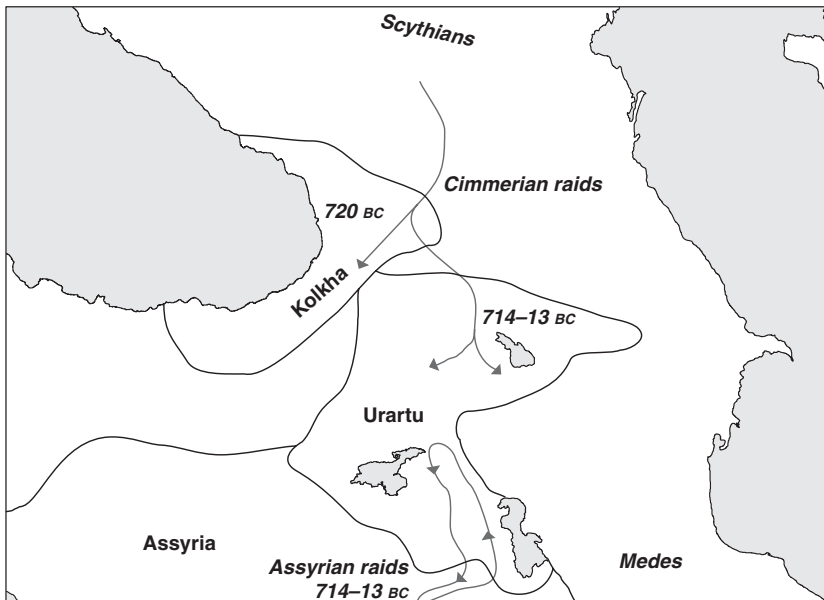 Scythians
Cimmerian raids
720 BC
Kolkha
714–13 BC
Urartu
Assyria
Assyrian raids
714–13 BC
Medes